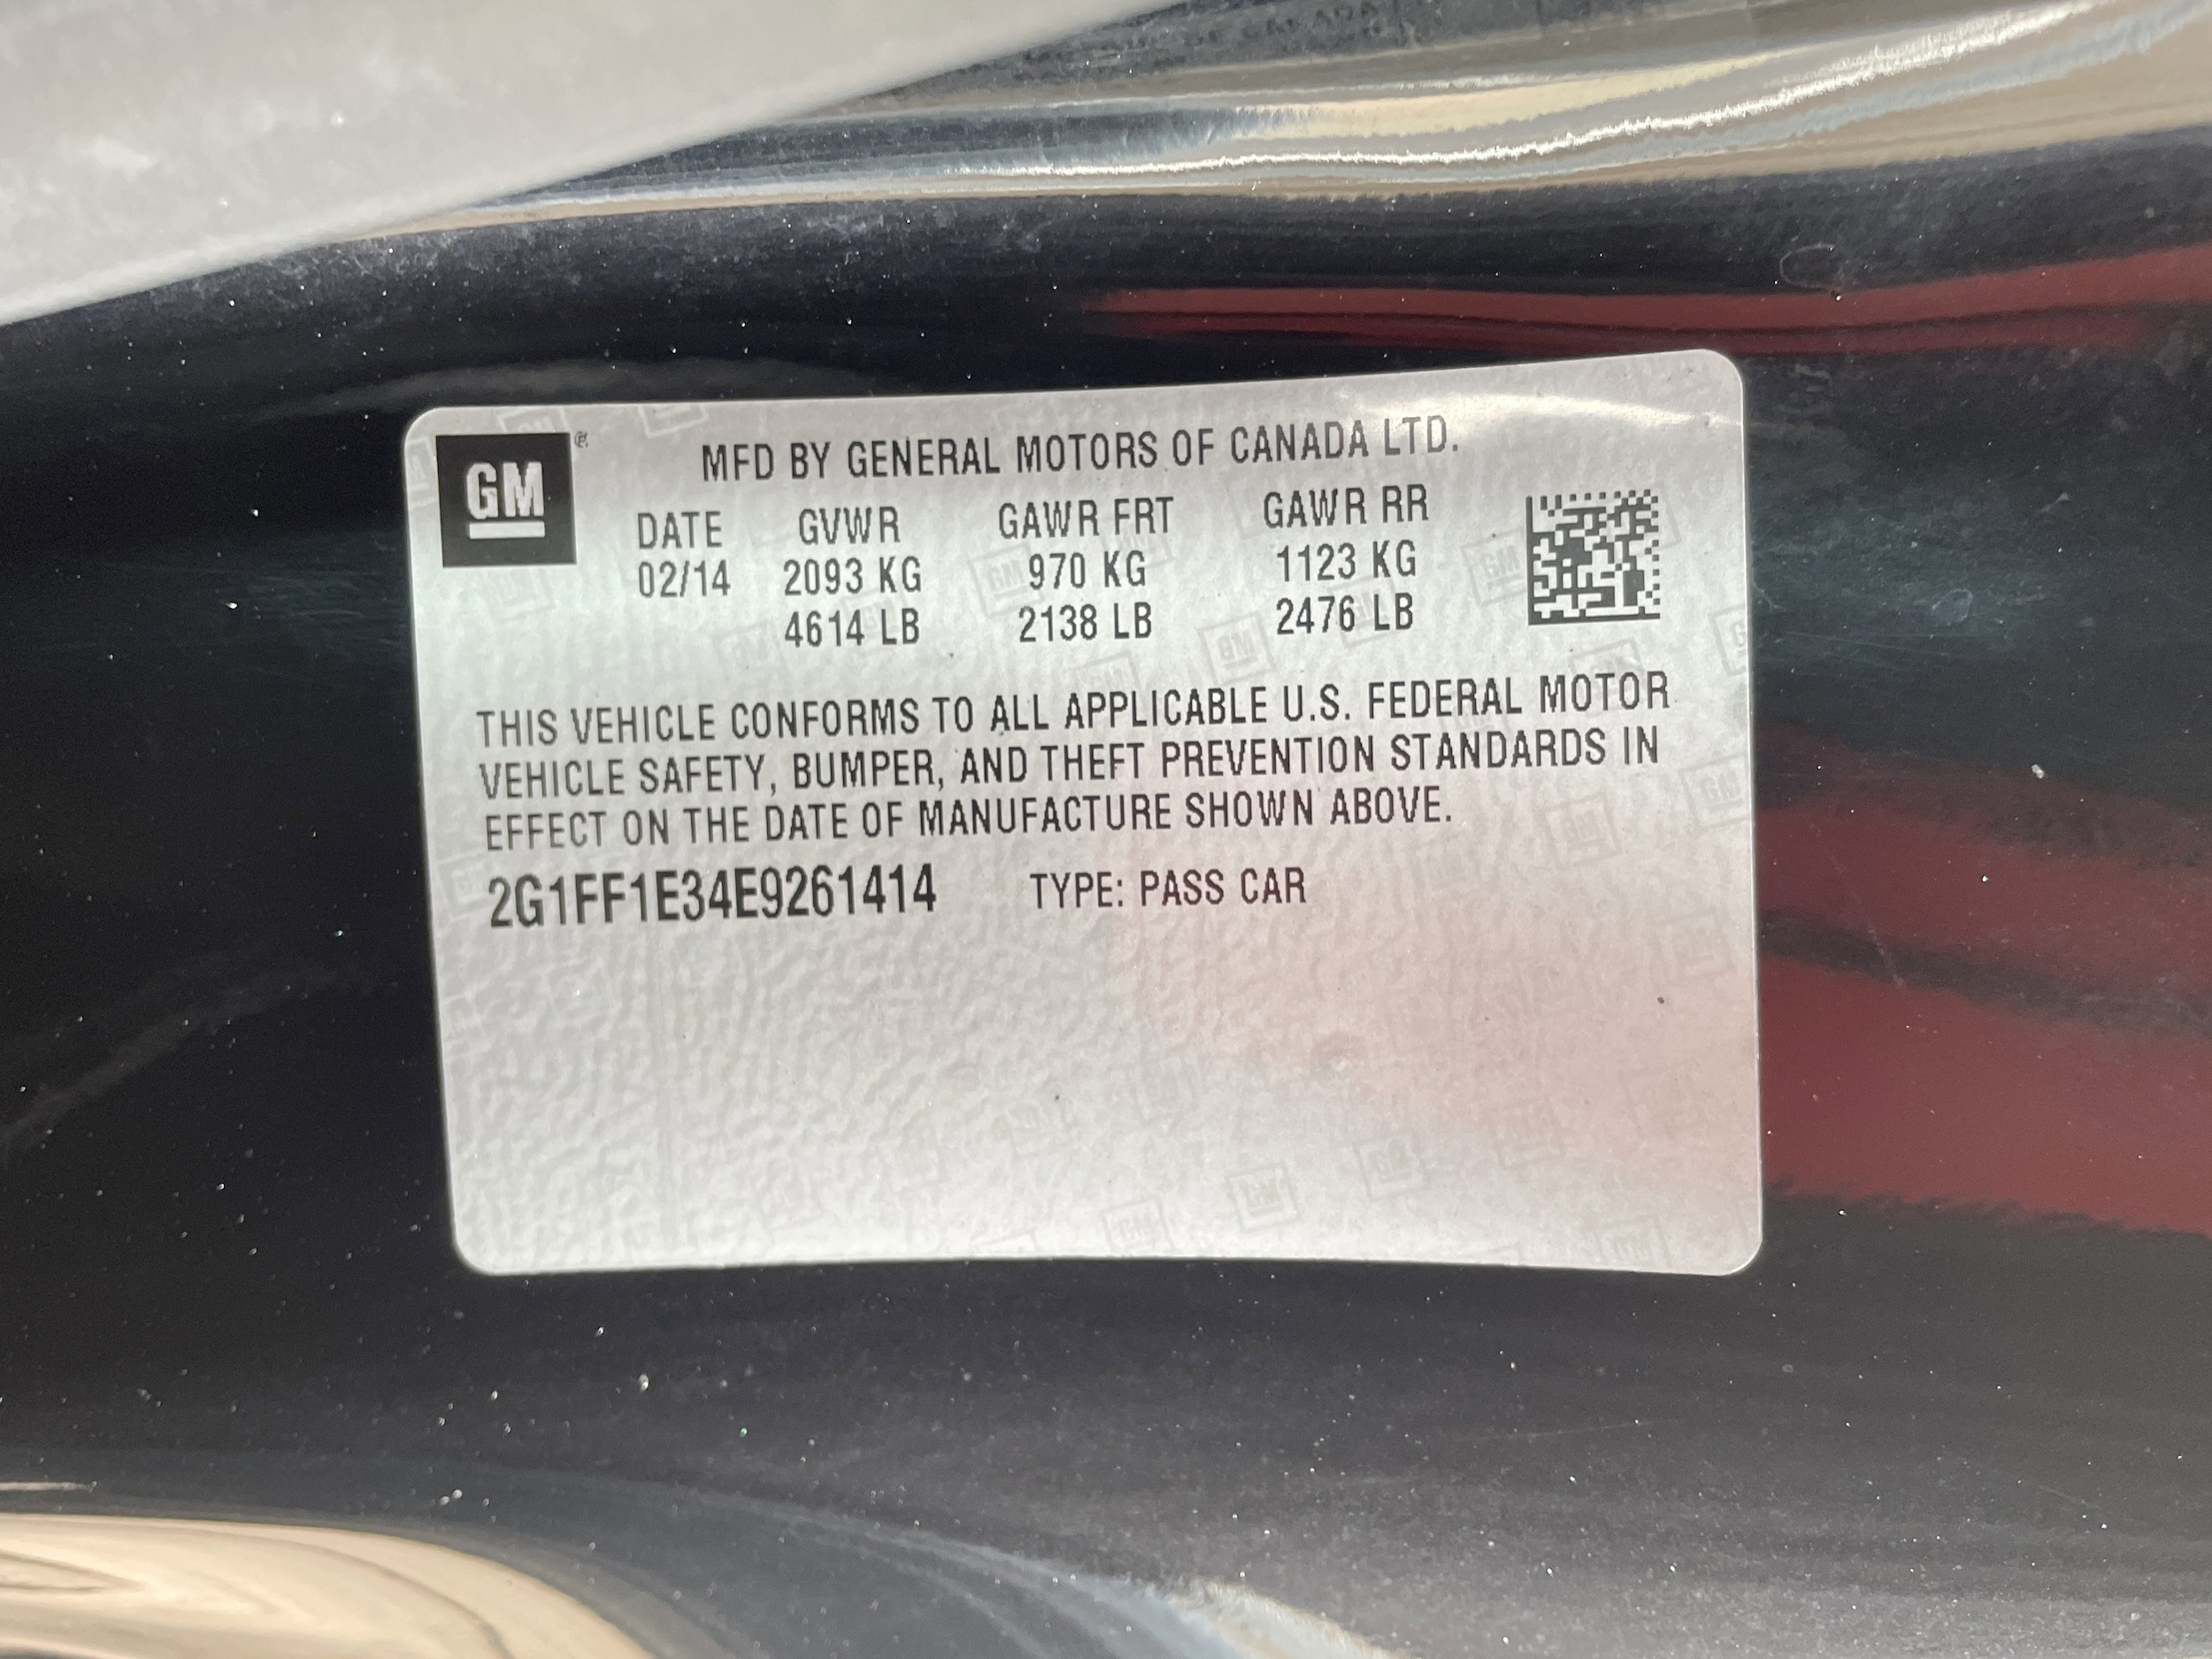 GM ®
MFD BY GENERAL MOTORS OF CANADA LTD.
DATE GVWR GAWR FRT GAWR RR
02/14 2093 KG 970 KG 1123 KG
4614 LB 2138 LB 2476 LB
THIS VEHICLE CONFORMS TO ALL APPLICABLE U.S. FEDERAL MOTOR
VEHICLE SAFETY, BUMPER, AND THEFT PREVENTION STANDARDS IN
EFFECT ON THE DATE OF MANUFACTURE SHOWN ABOVE.
2G1FF1E34E9261414 TYPE: PASS CAR